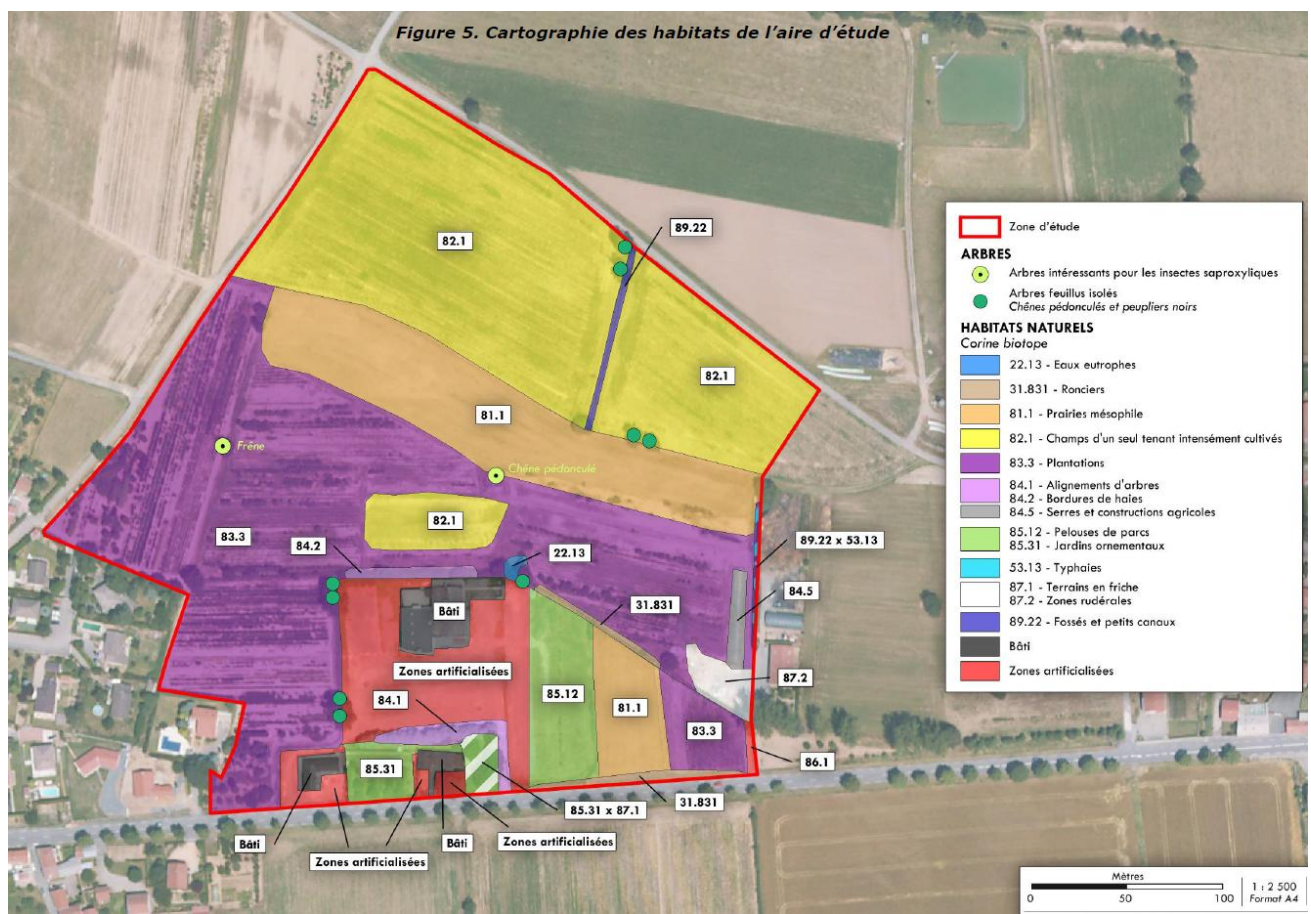 Figure 5. Cartographie des habitats de l'aire d'étude
82.1
89.22
82.1
81.1
Frêne
Chêne pédonculé
82.1
83.3
84.2
22.13
89.22 x 53.13
84.5
31.831
Bâti
Zones artificialisées
87.2
84.1
85.12
81.1
83.3
86.1
85.31
31.831
85.31 x 87.1
Bâti
Bâti
Zones artificialisées
Zones artificialisées
Zone d'étude
ARBRES
Arbres intéressants pour les insectes saproxyliques
Arbres feuillus isolés
Chênes pédonculés et peupliers noirs
HABITATS NATURELS
Corine biotope
22.13 - Eaux eutrophes
31.831 - Ronciers
81.1 - Prairies mésophile
82.1 - Champs d'un seul tenant intensément cultivés
83.3 - Plantations
84.1 - Alignements d'arbres
84.2 - Bordures de haies
84.5 - Serres et constructions agricoles
85.12 - Pelouses de parcs
85.31 - Jardins ornementaux
53.13 - Typhaies
87.1 - Terrains en friche
87.2 - Zones rudérales
89.22 - Fossés et petits canaux
Bâti
Zones artificialisées
Mètres
0 50 100
1 : 2 500
Format A4